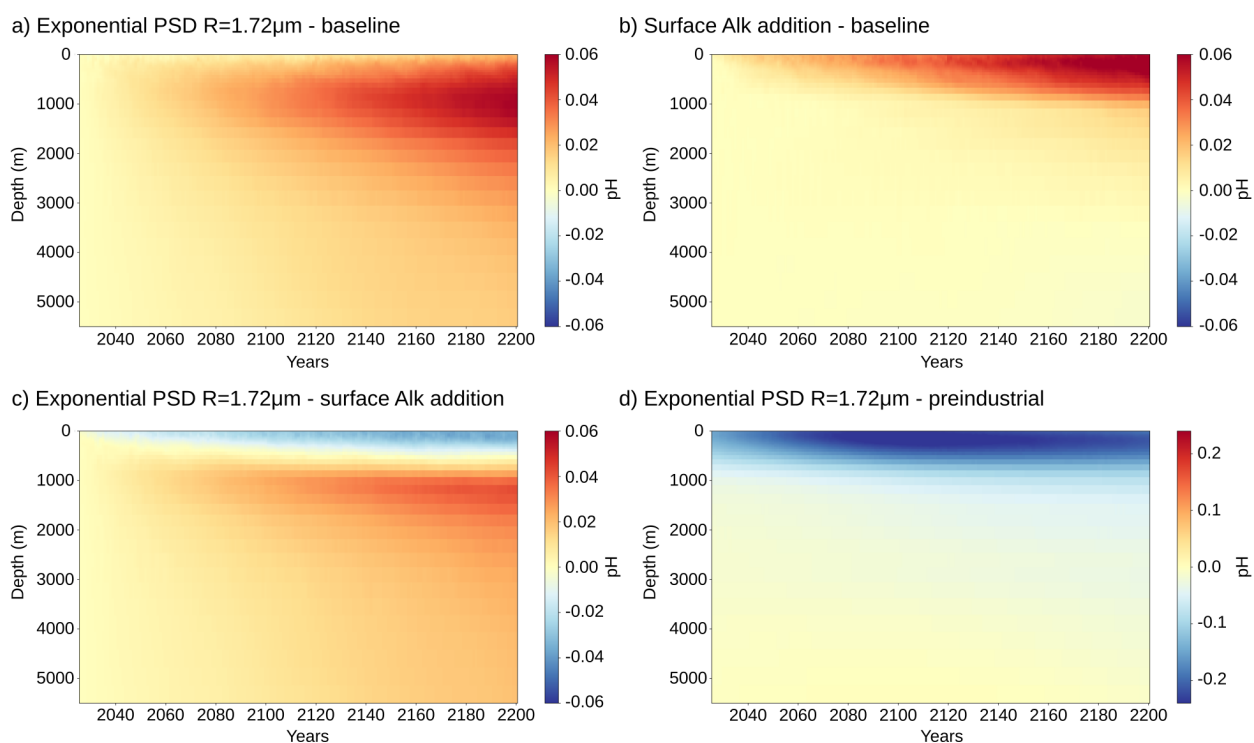 a) Exponential PSD R=1.72μm - baseline
0
1000
2000
3000
4000
5000
Depth (m)
2040 2060 2080 2100 2120 2140 2160 2180 2200
Years
0.06
0.04
0.02
0.00
-0.02
-0.04
-0.06
pH
b) Surface Alk addition - baseline
0
1000
2000
3000
4000
5000
Depth (m)
2040 2060 2080 2100 2120 2140 2160 2180 2200
Years
0.06
0.04
0.02
0.00
-0.02
-0.04
-0.06
pH
c) Exponential PSD R=1.72μm - surface Alk addition
0
1000
2000
3000
4000
5000
Depth (m)
2040 2060 2080 2100 2120 2140 2160 2180 2200
Years
0.06
0.04
0.02
0.00
-0.02
-0.04
-0.06
pH
d) Exponential PSD R=1.72μm - preindustrial
0
1000
2000
3000
4000
5000
Depth (m)
2040 2060 2080 2100 2120 2140 2160 2180 2200
Years
0.2
0.1
0.0
-0.1
-0.2
pH